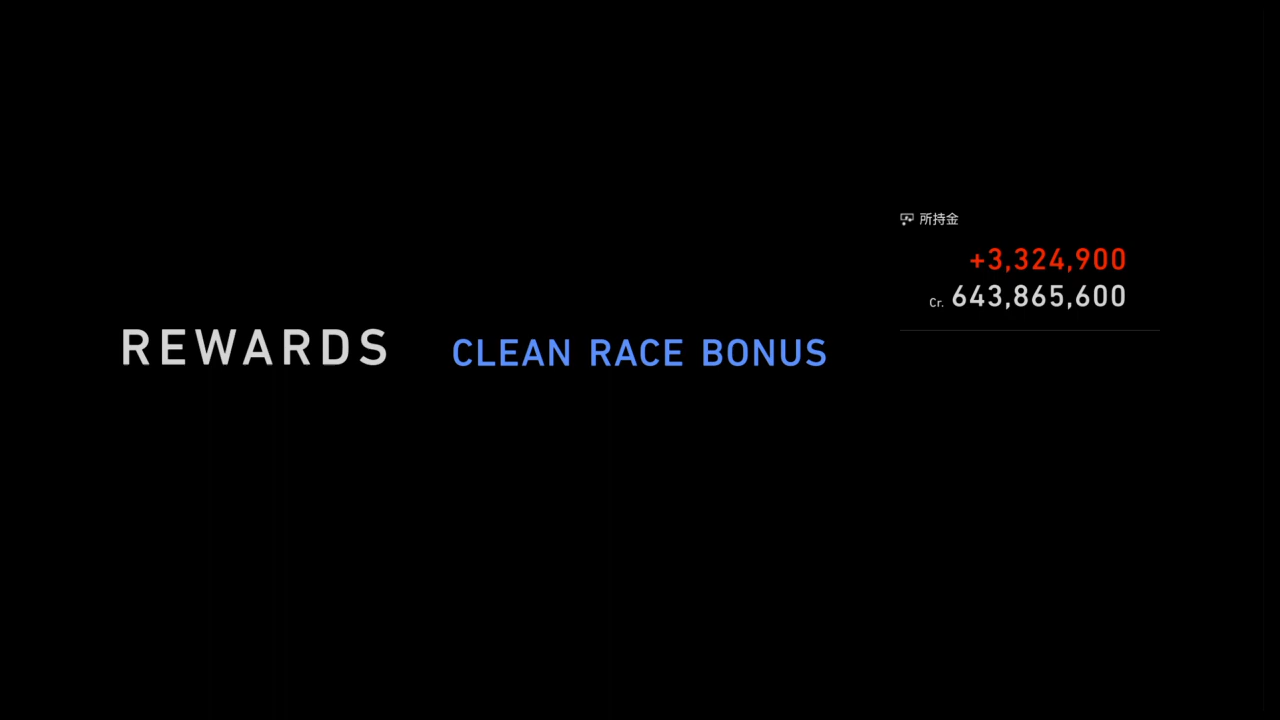 所持金
+3,324,900
Cr. 643,865,600
REWARDS
CLEAN RACE BONUS